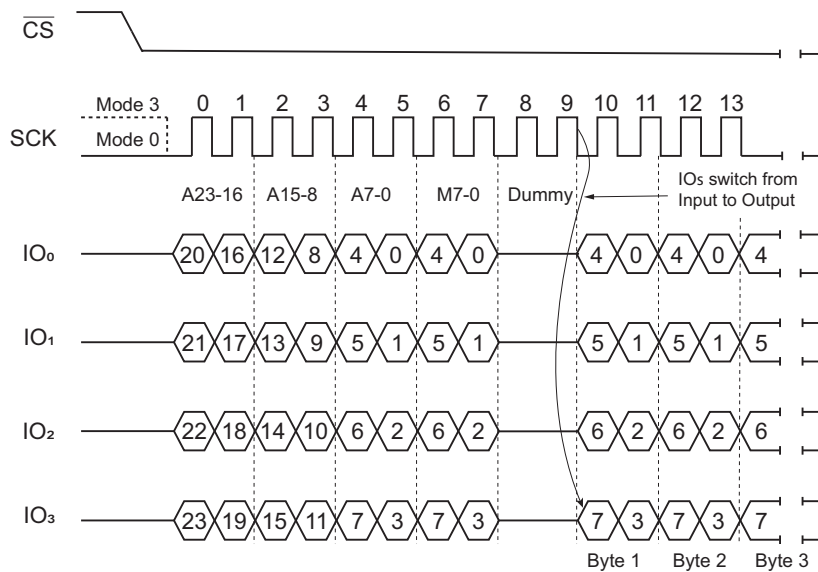 CS
Mode 3 0 1 2 3 4 5 6 7 8 9 10 11 12 13
SCK
Mode 0
IOs switch from
Input to Output
A23-16 A15-8 A7-0 M7-0 Dummy
IO₀ 20 16 12 8 4 0 4 0 4 0 4 0 4
IO₁ 21 17 13 9 5 1 5 1 5 1 5 1 5
IO₂ 22 18 14 10 6 2 6 2 6 2 6 2 6
IO₃ 23 19 15 11 7 3 7 3 7 3 7 3 7
Byte 1 Byte 2 Byte 3